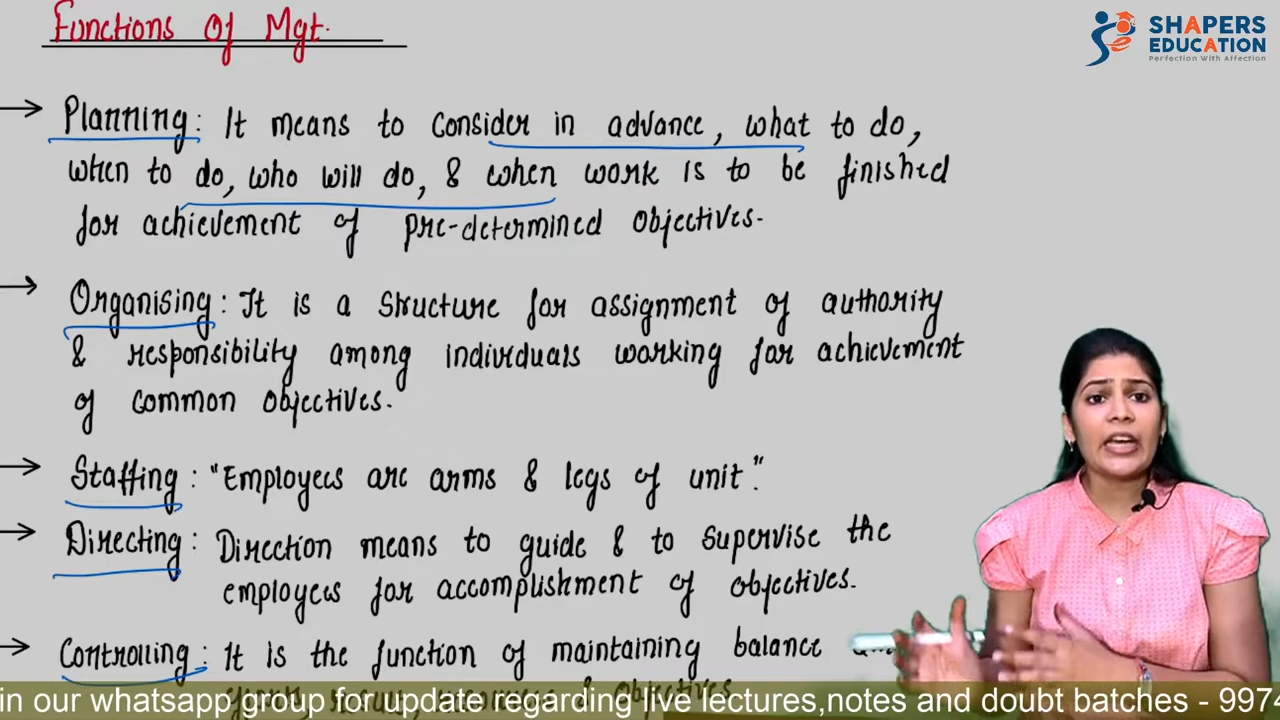 Functions Of Mgt.
SHAPERS
EDUCATION
Perfection With Affection
→ Planning: It means to consider in advance, what to do,
when to do, who will do, & when work is to be finished
for achievement of pre-determined objectives.
→ Organising: It is a structure for assignment of authority
& responsibility among individuals working for achievement
of common objectives.
→ Staffing: "Employees are arms & legs of unit."
→ Directing: Direction means to guide & to supervise the
employees for accomplishment of objectives.
→ Controlling: It is the function of maintaining balance
& objectives
in our whatsapp group for update regarding live lectures,notes and doubt batches - 9974